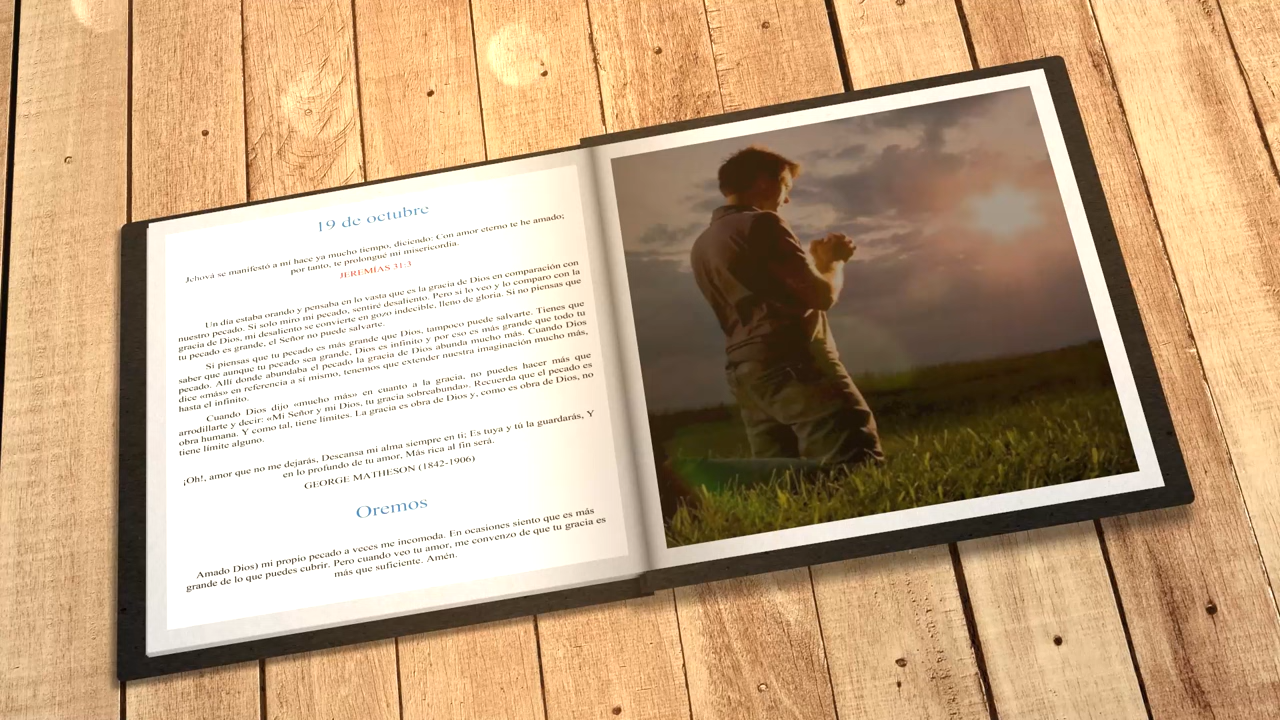 19 de octubre
Jehová se manifestó a mí hace ya mucho tiempo, diciendo: Con amor eterno te he amado;
por tanto, te prolongué mi misericordia.
JEREMÍAS 31:3
Un día estaba orando y pensaba en lo vasta que es la gracia de Dios en comparación con
nuestro pecado. Si solo miro mi pecado, sentiré desaliento. Pero si lo veo y lo comparo con la
gracia de Dios, mi desaliento se convierte en gozo indecible, lleno de gloria. Si no piensas que
tu pecado es grande, el Señor no puede salvarte.
Si piensas que tu pecado es más grande que Dios, tampoco puede salvarte. Tienes que
saber que aunque tu pecado sea grande, Dios es infinito y por eso es más grande que todo tu
pecado. Allí donde abundaba el pecado la gracia de Dios abunda mucho más. Cuando Dios
dice «más» en referencia a sí mismo, tenemos que extender nuestra imaginación mucho más,
hasta el infinito.
Cuando Dios dijo «mucho más» en cuanto a la gracia, no puedes hacer más que
arrodillarte y decir: «Mi Señor y mi Dios, tu gracia sobreabunda». Recuerda que el pecado es
obra humana. Y como tal, tiene límites. La gracia es obra de Dios y, como es obra de Dios, no
tiene límite alguno.
¡Oh!, amor que no me dejarás, Descansa mi alma siempre en ti; Es tuya y tú la guardarás, Y
en lo profundo de tu amor, Más rica al fin será.
GEORGE MATHESON (1842-1906)
Oremos
Amado Dios) mi propio pecado a veces me incomoda. En ocasiones siento que es más
grande de lo que puedes cubrir. Pero cuando veo tu amor, me convenzo de que tu gracia es
más que suficiente. Amén.